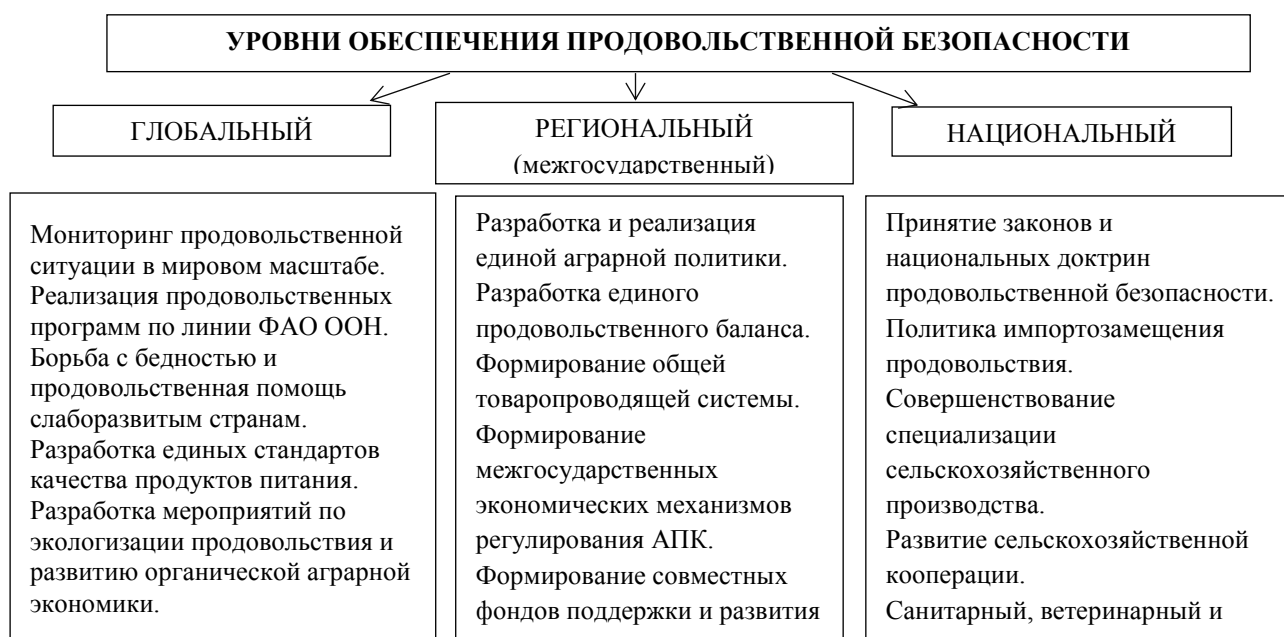 УРОВНИ ОБЕСПЕЧЕНИЯ ПРОДОВОЛЬСТВЕННОЙ БЕЗОПАСНОСТИ
ГЛОБАЛЬНЫЙ
РЕГИОНАЛЬНЫЙ
(межгосударственный)
НАЦИОНАЛЬНЫЙ
Мониторинг продовольственной
ситуации в мировом масштабе.
Реализация продовольственных
программ по линии ФАО ООН.
Борьба с бедностью и
продовольственная помощь
слаборазвитым странам.
Разработка единых стандартов
качества продуктов питания.
Разработка мероприятий по
экологизации продовольствия и
развитию органической аграрной
экономики.
Разработка и реализация
единой аграрной политики.
Разработка единого
продовольственного баланса.
Формирование общей
товаропроводящей системы.
Формирование
межгосударственных
экономических механизмов
регулирования АПК.
Формирование совместных
фондов поддержки и развития
Принятие законов и
национальных доктрин
продовольственной безопасности.
Политика импортозамещения
продовольствия.
Совершенствование
специализации
сельскохозяйственного
производства.
Развитие сельскохозяйственной
кооперации.
Санитарный, ветеринарный и